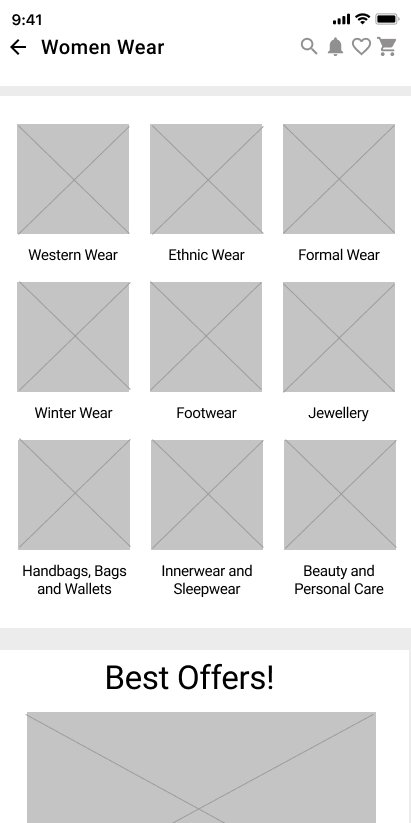 9:41
Women Wear
Western Wear
Ethnic Wear
Formal Wear
Winter Wear
Footwear
Jewellery
Handbags, Bags
and Wallets
Innerwear and
Sleepwear
Beauty and
Personal Care
Best Offers!